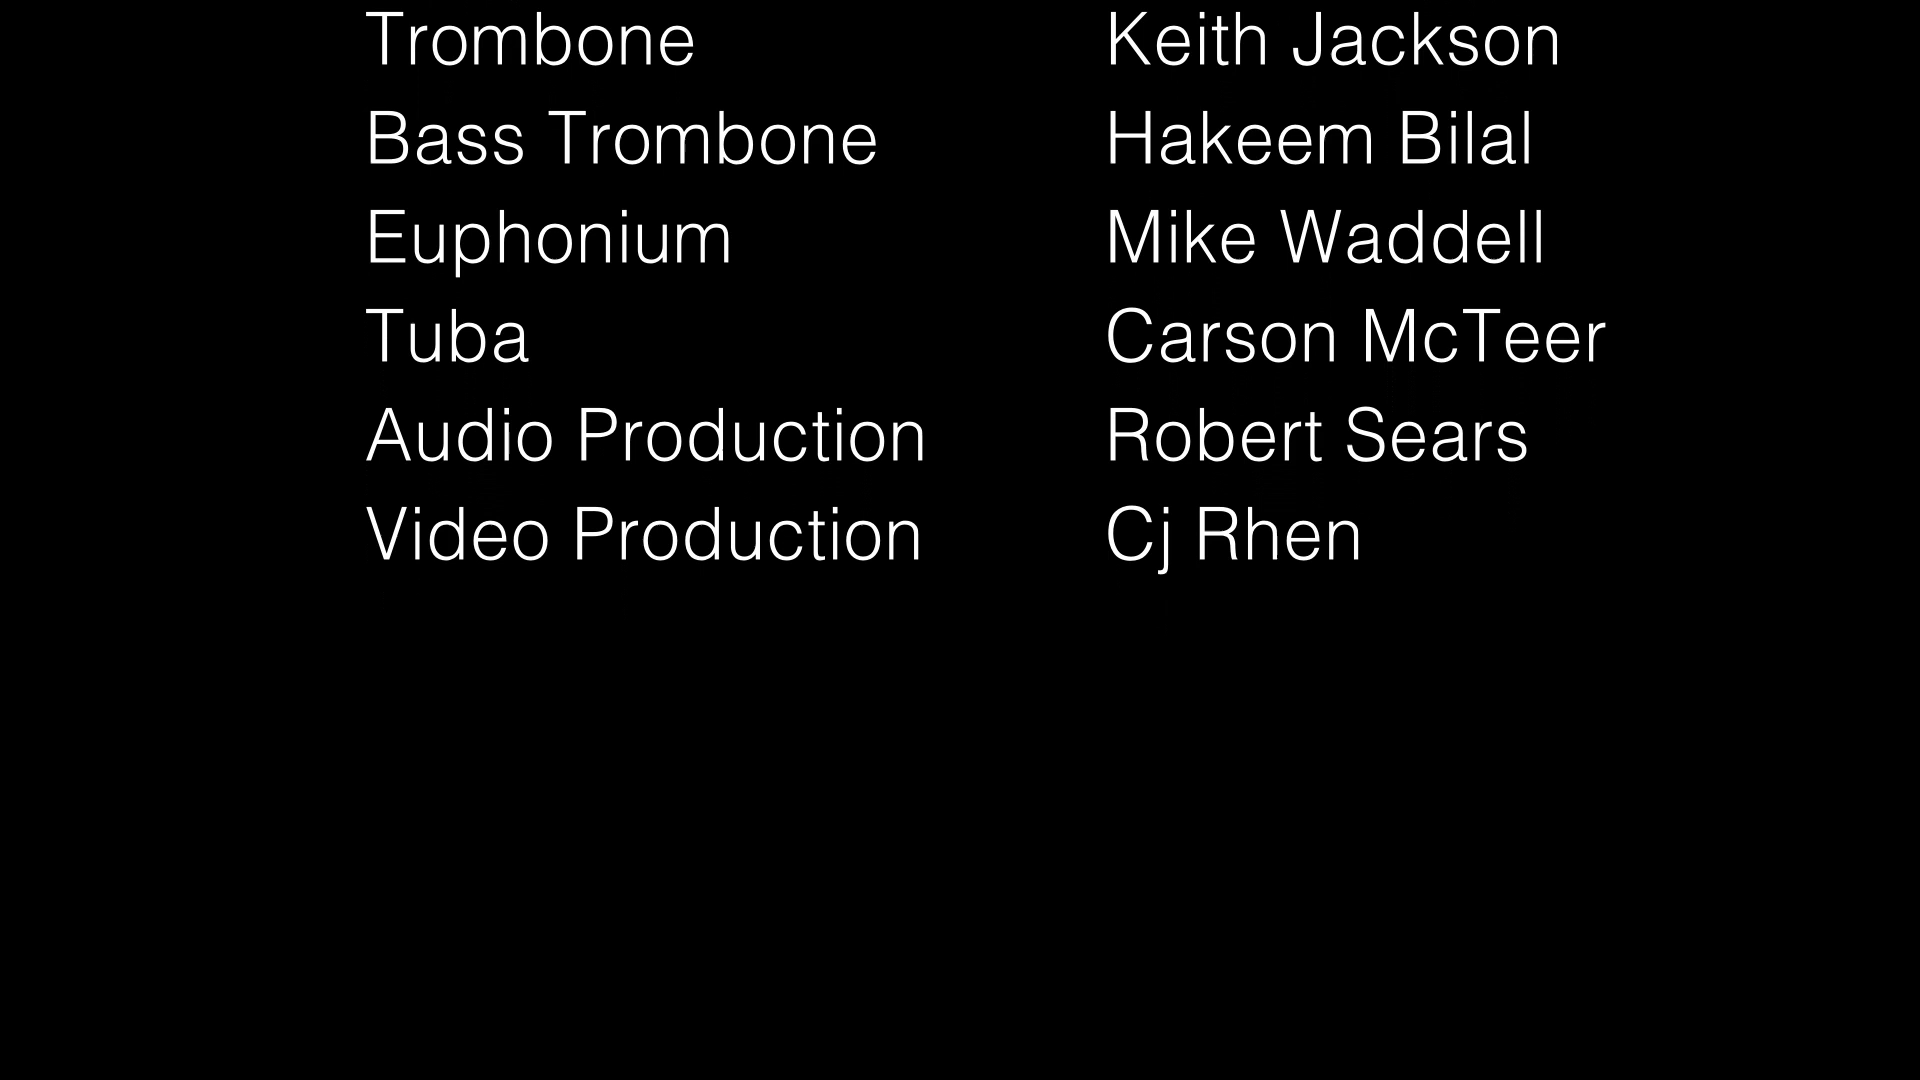 Trombone Keith Jackson
Bass Trombone Hakeem Bilal
Euphonium Mike Waddell
Tuba Carson McTeer
Audio Production Robert Sears
Video Production Cj Rhen